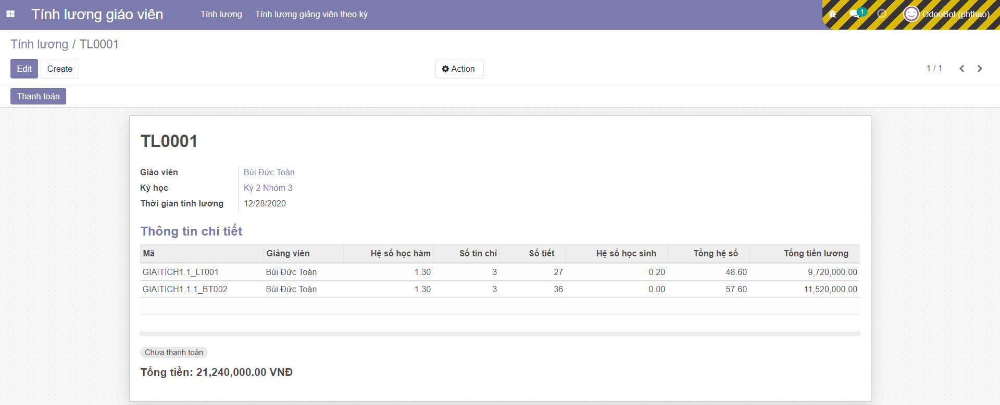 Tính lương giáo viên Tính lương Tính lương giảng viên theo kỳ 1 OdooBot (phthao)
Tính lương / TL0001
Edit Create Action 1 / 1
Thanh toán
TL0001
Giáo viên Bùi Đức Toàn
Kỳ học Kỳ 2 Nhóm 3
Thời gian tính lương 12/28/2020
Thông tin chi tiết
Mã Giảng viên Hệ số học hàm Số tín chỉ Số tiết Hệ số học sinh Tổng hệ số Tổng tiền lương
GIAITICH1.1_LT001 Bùi Đức Toàn 1.30 3 27 0.20 48.60 9,720,000.00
GIAITICH1.1.1_BT002 Bùi Đức Toàn 1.30 3 36 0.00 57.60 11,520,000.00
Chưa thanh toán
Tổng tiền: 21,240,000.00 VNĐ